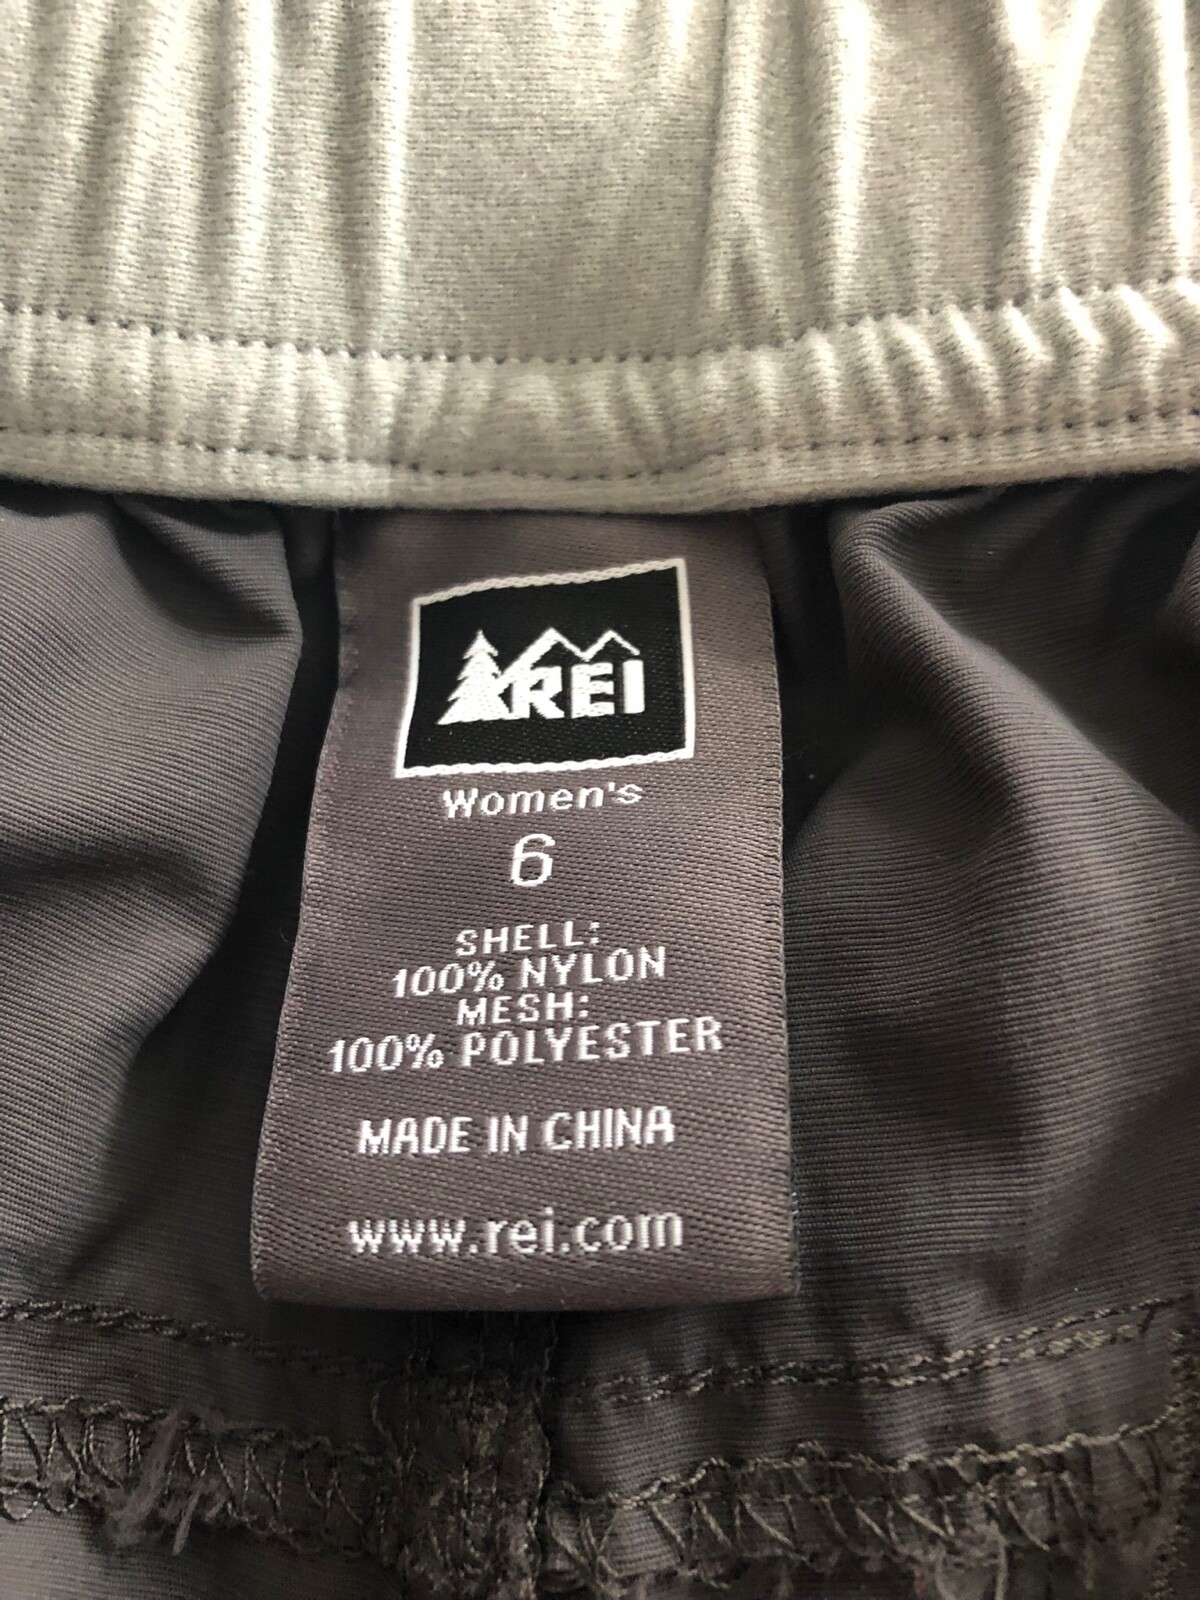 REI
Women's
6
SHELL:
100% NYLON
MESH:
100% POLYESTER
MADE IN CHINA
www.rei.com